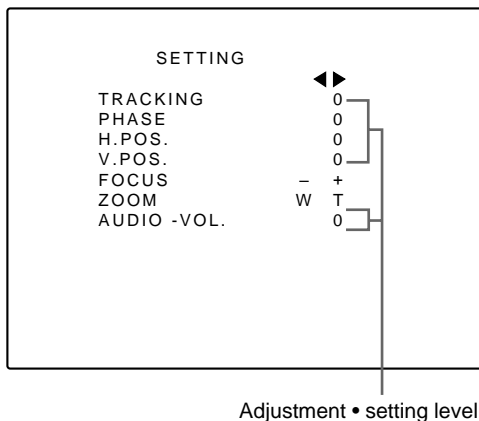 SETTING
◀ ▶
TRACKING 0
PHASE 0
H.POS. 0
V.POS. 0
FOCUS – +
ZOOM W T
AUDIO -VOL. 0
Adjustment • setting level